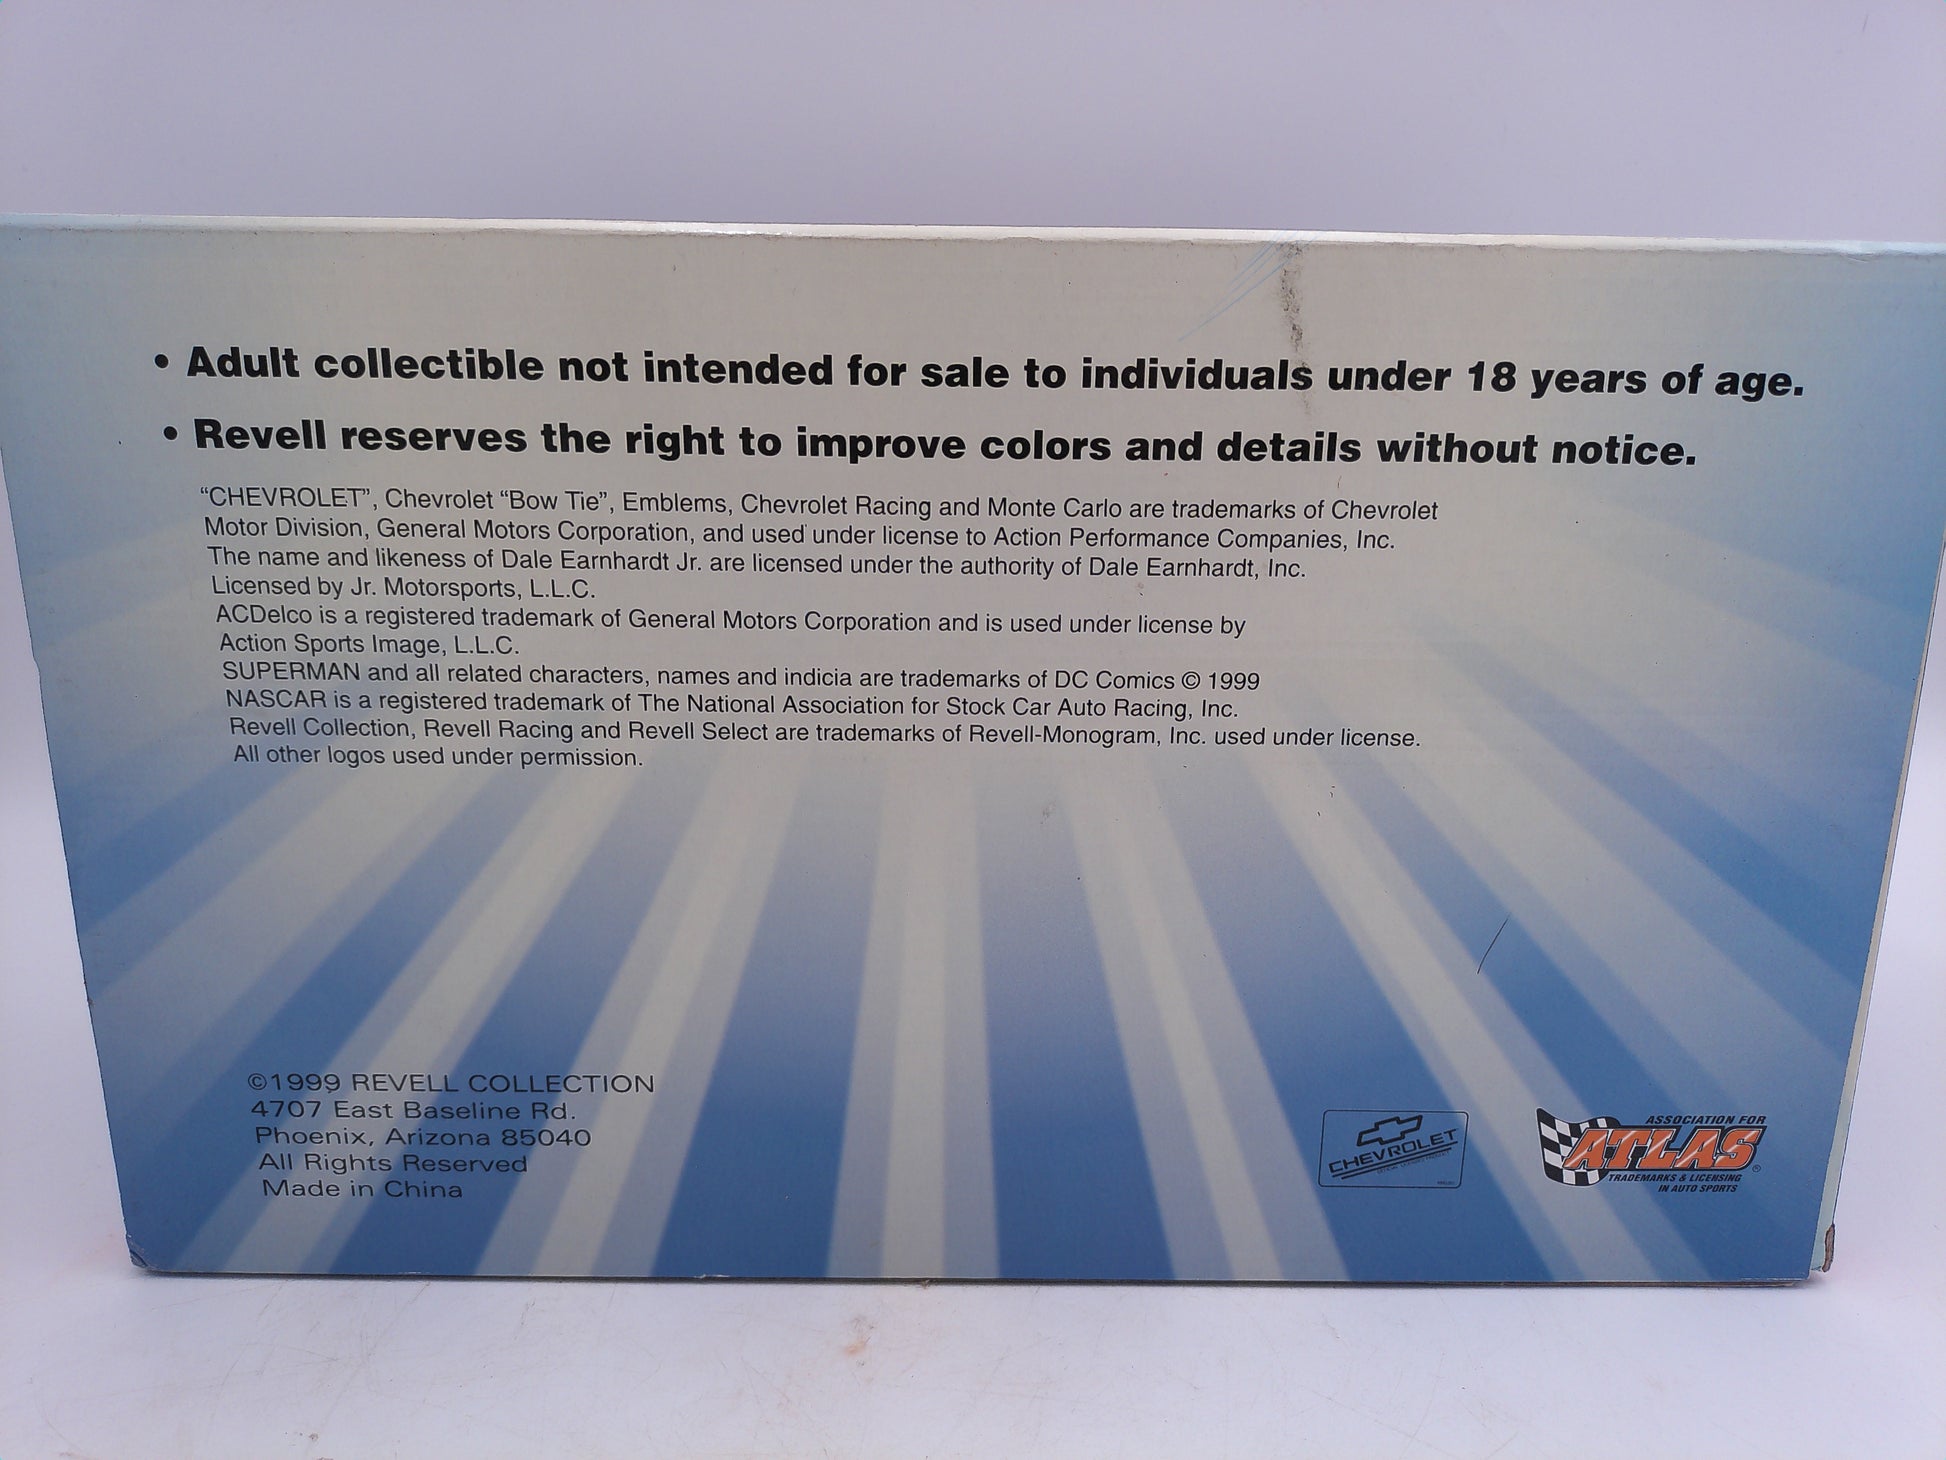 • Adult collectible not intended for sale to individuals under 18 years of age.
• Revell reserves the right to improve colors and details without notice.
“CHEVROLET”, Chevrolet “Bow Tie”, Emblems, Chevrolet Racing and Monte Carlo are trademarks of Chevrolet
Motor Division, General Motors Corporation, and used under license to Action Performance Companies, Inc.
The name and likeness of Dale Earnhardt Jr. are licensed under the authority of Dale Earnhardt, Inc.
Licensed by Jr. Motorsports, L.L.C.
ACDelco is a registered trademark of General Motors Corporation and is used under license by
Action Sports Image, L.L.C.
SUPERMAN and all related characters, names and indicia are trademarks of DC Comics © 1999
NASCAR is a registered trademark of The National Association for Stock Car Auto Racing, Inc.
Revell Collection, Revell Racing and Revell Select are trademarks of Revell-Monogram, Inc. used under license.
All other logos used under permission.
©1999 REVELL COLLECTION
4707 East Baseline Rd.
Phoenix, Arizona 85040
All Rights Reserved
Made in China
CHEVROLET
ASSOCIATION FOR
ATLAS®
TRADEMARKS & LICENSING
IN AUTO SPORTS